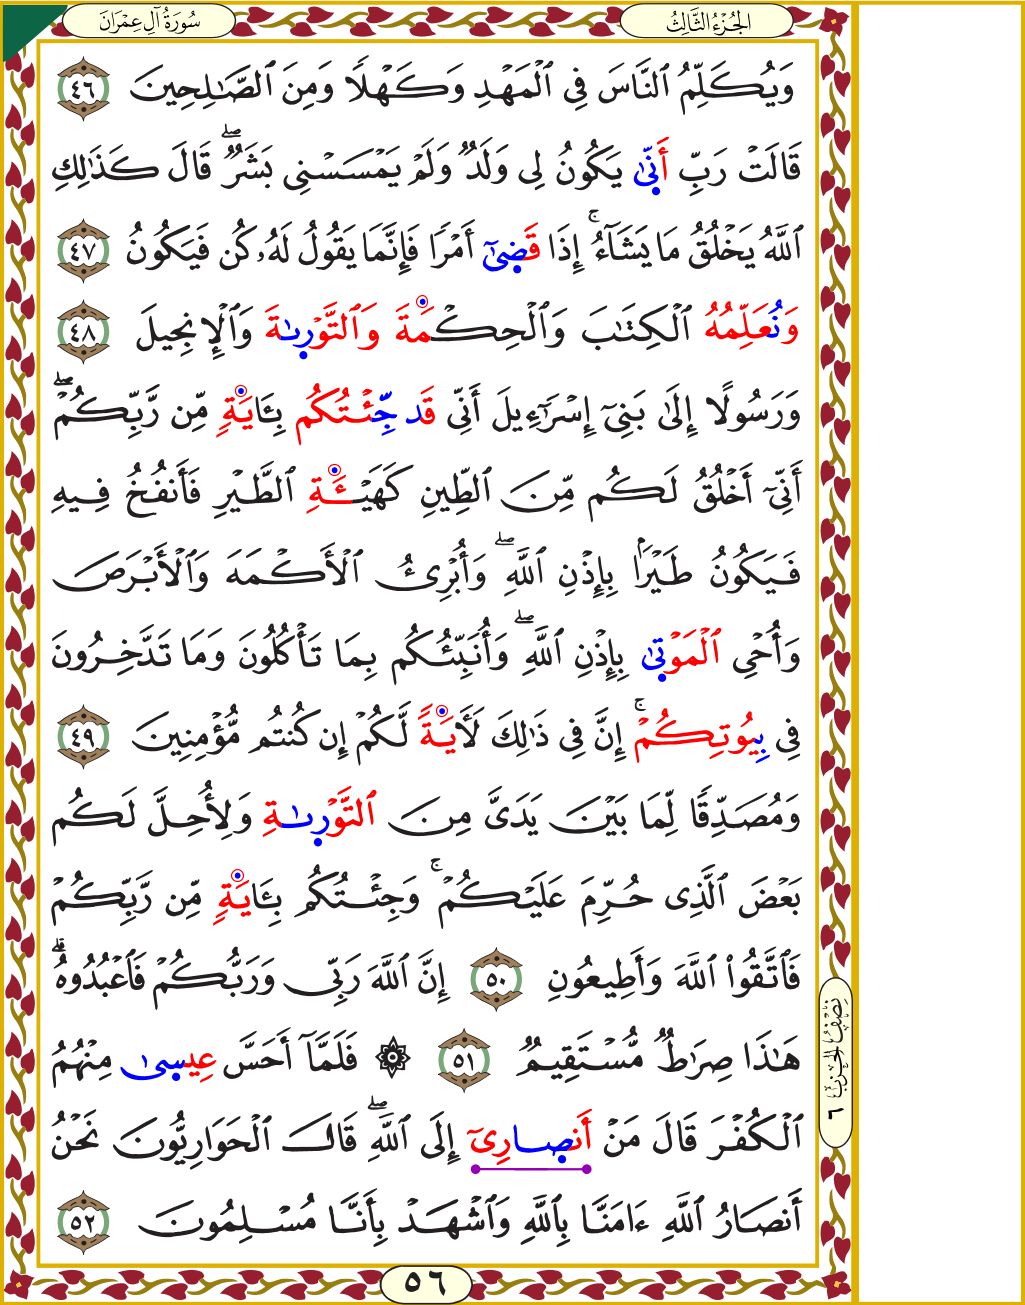 الجُزْءُ الثَّالِثُ
سُورَةُ آلِ عِمْرَانَ
وَيُكَلِّمُ ٱلنَّاسَ فِي ٱلْمَهْدِ وَكَهْلًا وَمِنَ ٱلصَّـٰلِحِينَ ٤٦
قَالَتْ رَبِّ أَنِّىٰ يَكُونُ لِى وَلَدٌ وَلَمْ يَمْسَسْنِى بَشَرٌ ۖ قَالَ كَذَٰلِكِ
ٱللَّهُ يَخْلُقُ مَا يَشَآءُ ۚ إِذَا قَضِىٰٓ أَمْرًا فَإِنَّمَا يَقُولُ لَهُۥ كُن فَيَكُونُ ٤٧
وَنُعَلِّمُهُ ٱلْكِتَـٰبَ وَٱلْحِكْمَةَ وَٱلتَّوْرِىٰةَ وَٱلْإِنجِيلَ ٤٨
وَرَسُولًا إِلَىٰ بَنِىٓ إِسْرَٰٓءِيلَ أَنِّى قَد جِّئْتُكُم بِـَٔايَةٍ مِّن رَّبِّكُمْ ۖ
أَنِّىٓ أَخْلُقُ لَكُم مِّنَ ٱلطِّينِ كَهَيْـَٔةِ ٱلطَّيْرِ فَأَنفُخُ فِيهِ
فَيَكُونُ طَيْرًۢا بِإِذْنِ ٱللَّهِ ۖ وَأُبْرِئُ ٱلْأَكْمَهَ وَٱلْأَبْرَصَ
وَأُحْىِ ٱلْمَوْتِىٰ بِإِذْنِ ٱللَّهِ ۖ وَأُنَبِّئُكُم بِمَا تَأْكُلُونَ وَمَا تَدَّخِرُونَ
فِى بِيُوتِكُمْ ۚ إِنَّ فِى ذَٰلِكَ لَـَٔايَةً لَّكُمْ إِن كُنتُم مُّؤْمِنِينَ ٤٩
وَمُصَدِّقًا لِّمَا بَيْنَ يَدَىَّ مِنَ ٱلتَّوْرِىٰةِ وَلِأُحِلَّ لَكُم
بَعْضَ ٱلَّذِى حُرِّمَ عَلَيْكُمْ ۚ وَجِئْتُكُم بِـَٔايَةٍ مِّن رَّبِّكُمْ
فَٱتَّقُوا۟ ٱللَّهَ وَأَطِيعُونِ ٥٠ إِنَّ ٱللَّهَ رَبِّى وَرَبُّكُمْ فَٱعْبُدُوهُ ۗ
هَـٰذَا صِرَٰطٌ مُّسْتَقِيمٌ ٥١ ۞ فَلَمَّآ أَحَسَّ عِيسِىٰ مِنْهُمُ
ٱلْكُفْرَ قَالَ مَنْ أَنصِارِىٓ إِلَى ٱللَّهِ ۖ قَالَ ٱلْحَوَارِيُّونَ نَحْنُ
أَنصَارُ ٱللَّهِ ءَامَنَّا بِٱللَّهِ وَٱشْهَدْ بِأَنَّا مُسْلِمُونَ ٥٢
نِصْفُ الحِزْبِ ٦
٥٦